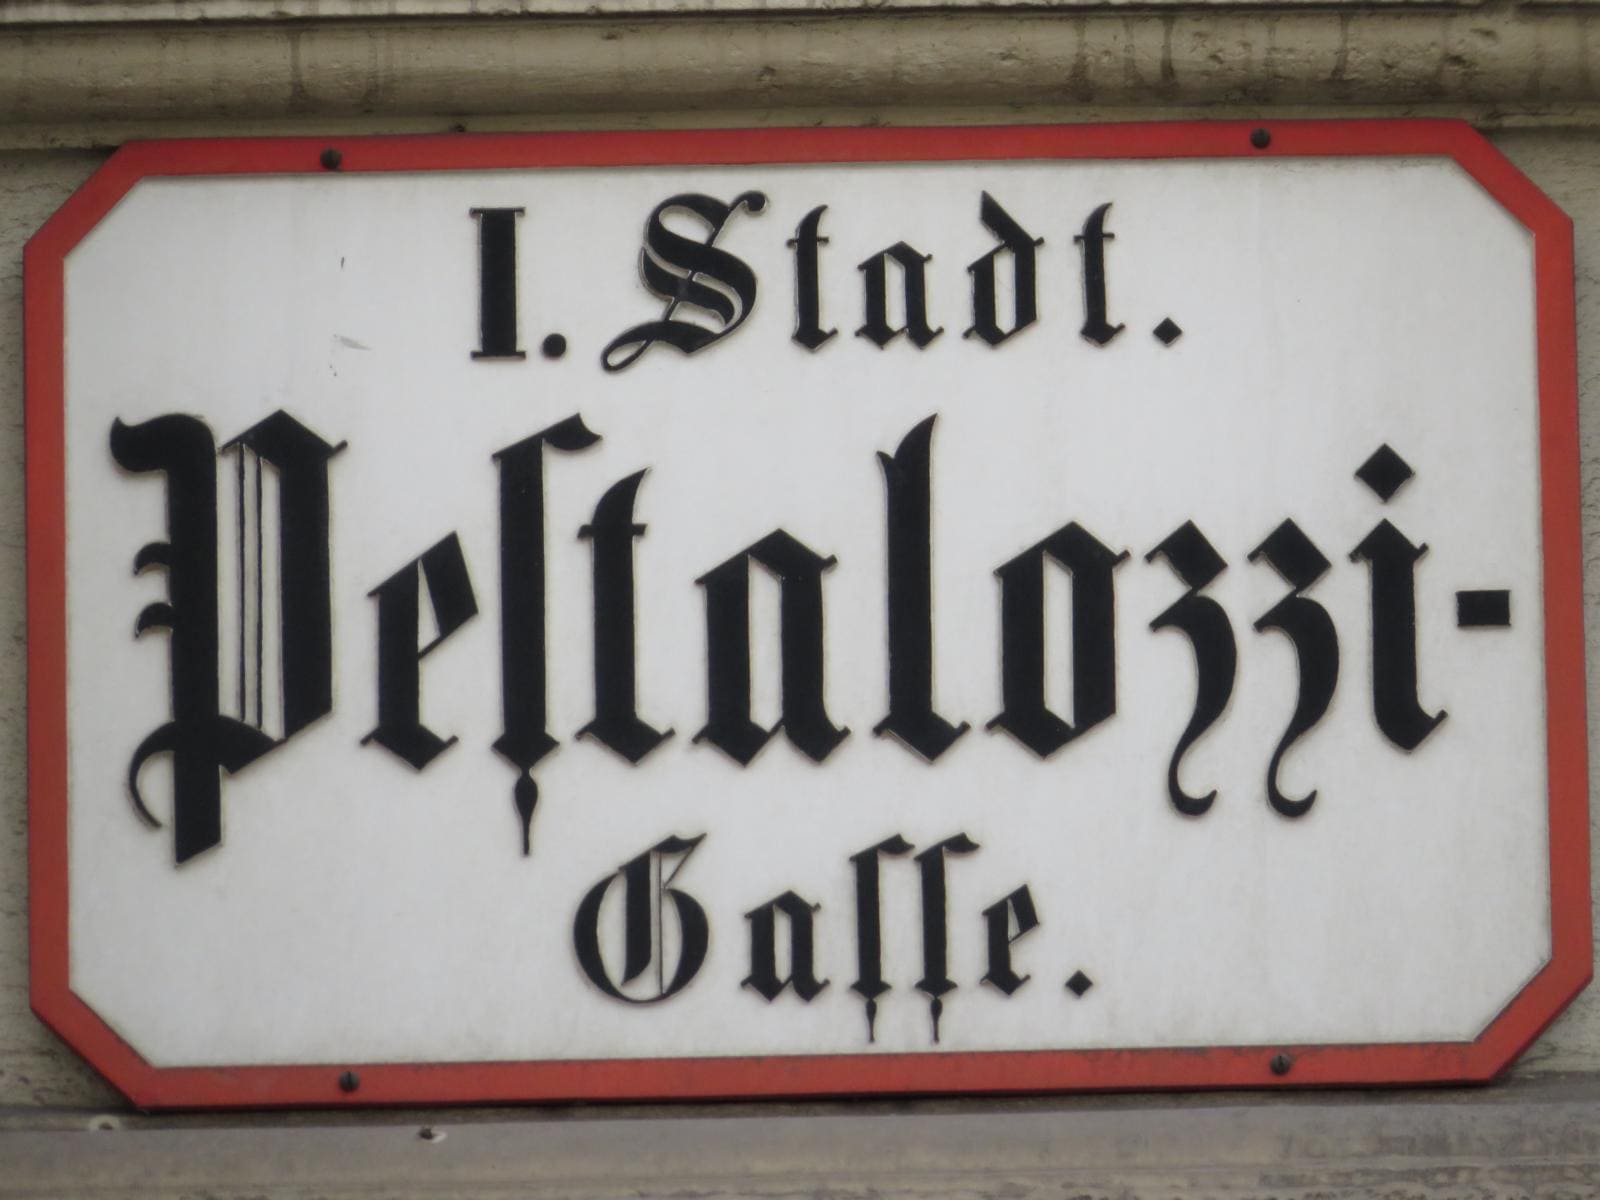 I. Stadt.
Peſtalozzi-
Gaſſe.